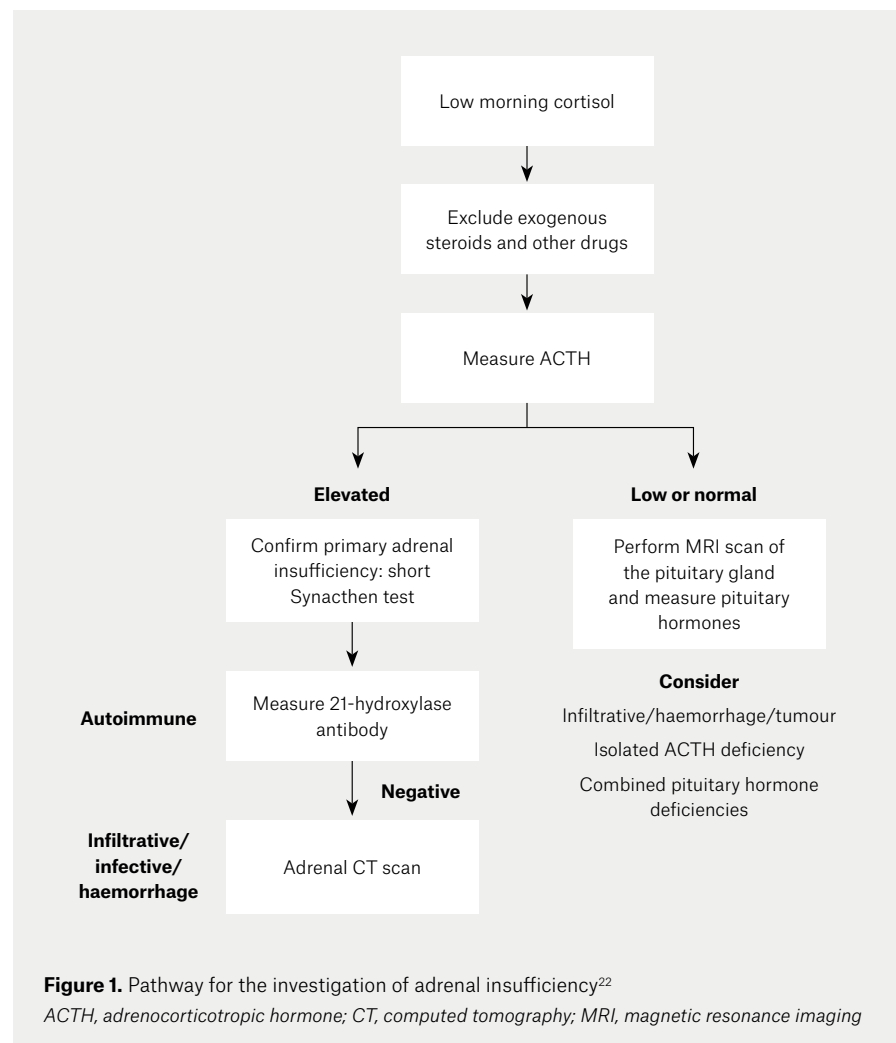 Low morning cortisol
Exclude exogenous
steroids and other drugs
Measure ACTH
Elevated
Confirm primary adrenal
insufficiency: short
Synacthen test
Autoimmune
Measure 21-hydroxylase
antibody
Negative
Infiltrative/
infective/
haemorrhage
Adrenal CT scan
Low or normal
Perform MRI scan of
the pituitary gland
and measure pituitary
hormones
Consider
Infiltrative/haemorrhage/tumour
Isolated ACTH deficiency
Combined pituitary hormone
deficiencies
Figure 1. Pathway for the investigation of adrenal insufficiency²²
ACTH, adrenocorticotropic hormone; CT, computed tomography; MRI, magnetic resonance imaging